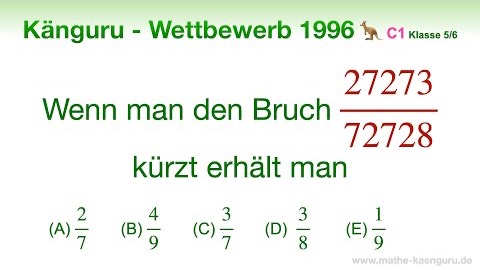 Känguru - Wettbewerb 1996 🦘 C1 Klasse 5/6
Wenn man den Bruch 27273/72728
kürzt erhält man
(A) 2/7 (B) 4/9 (C) 3/7 (D) 3/8 (E) 1/9
www.mathe-kaenguru.de